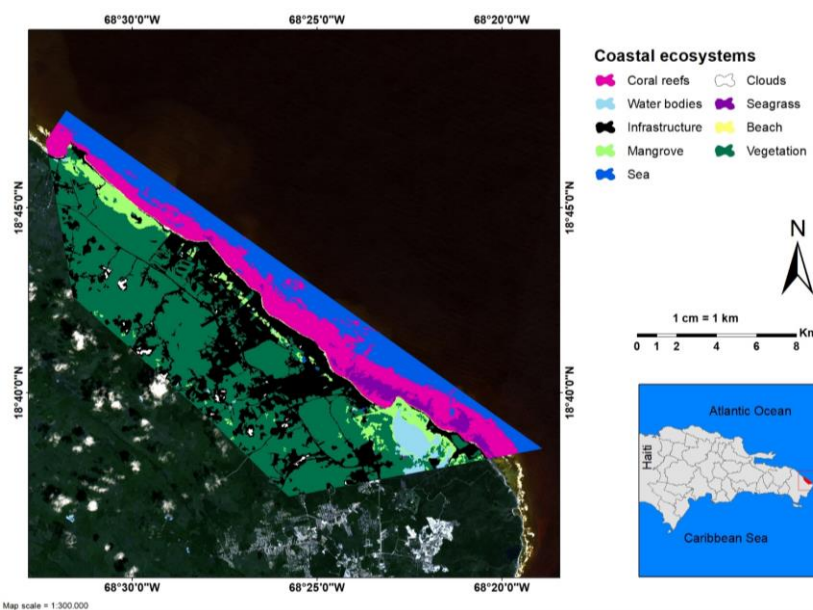 68°30'0"W 68°25'0"W 68°20'0"W
Coastal ecosystems
Coral reefs Clouds
Water bodies Seagrass
Infrastructure Beach
Mangrove Vegetation
Sea
18°45'0"N 18°45'0"N
N
1 cm = 1 km
0 1 2 4 6 8
18°40'0"N 18°40'0"N
Atlantic Ocean
Haiti
Caribbean Sea
68°30'0"W 68°25'0"W 68°20'0"W
Map scale = 1:300.000